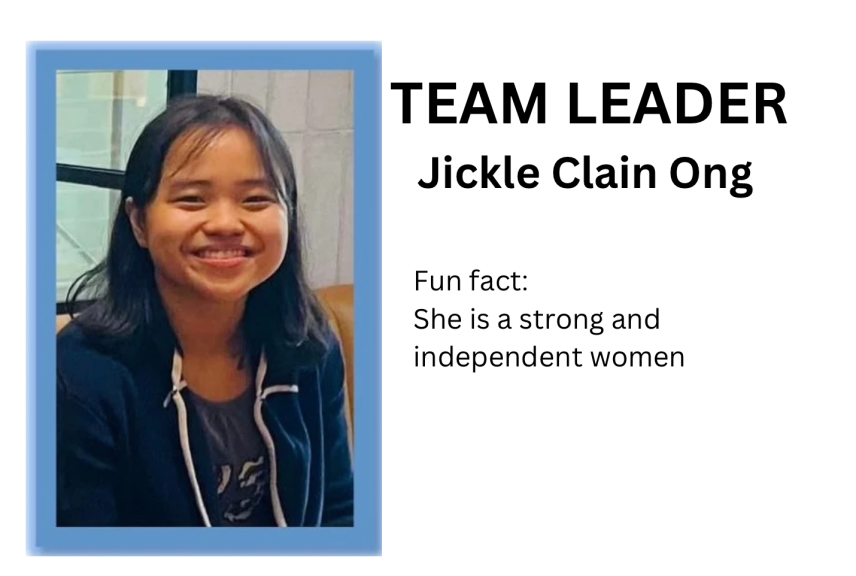 TEAM LEADER
Jickle Clain Ong
Fun fact:
She is a strong and
independent women